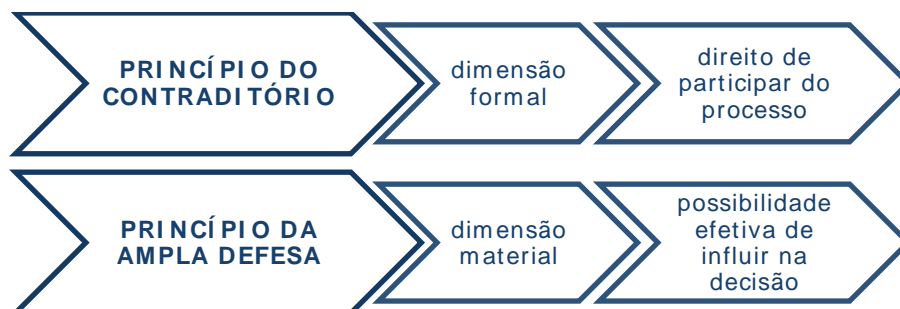 PRINCÍPIO DO
CONTRADITÓRIO
dimensão
formal
direito de
participar do
processo
PRINCÍPIO DA
AMPLA DEFESA
dimensão
material
possibilidade
efetiva de
influir na
decisão